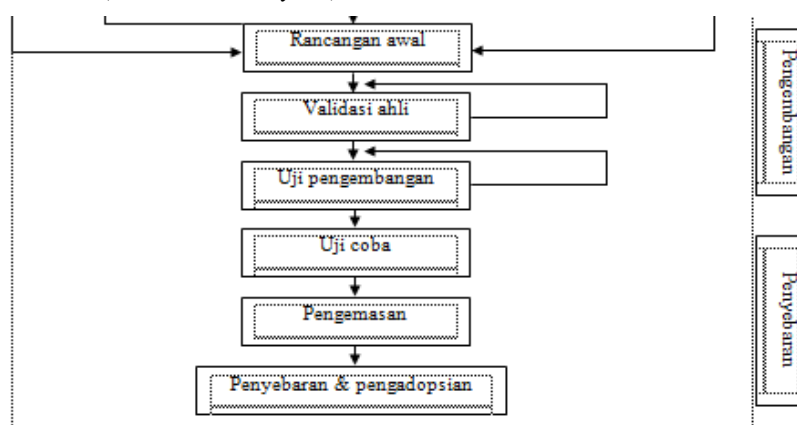 Rancangan awal
Validasi ahli
Uji pengembangan
Uji coba
Pengemasan
Penyebaran & pengadopsian
Pengembangan
Penyebaran